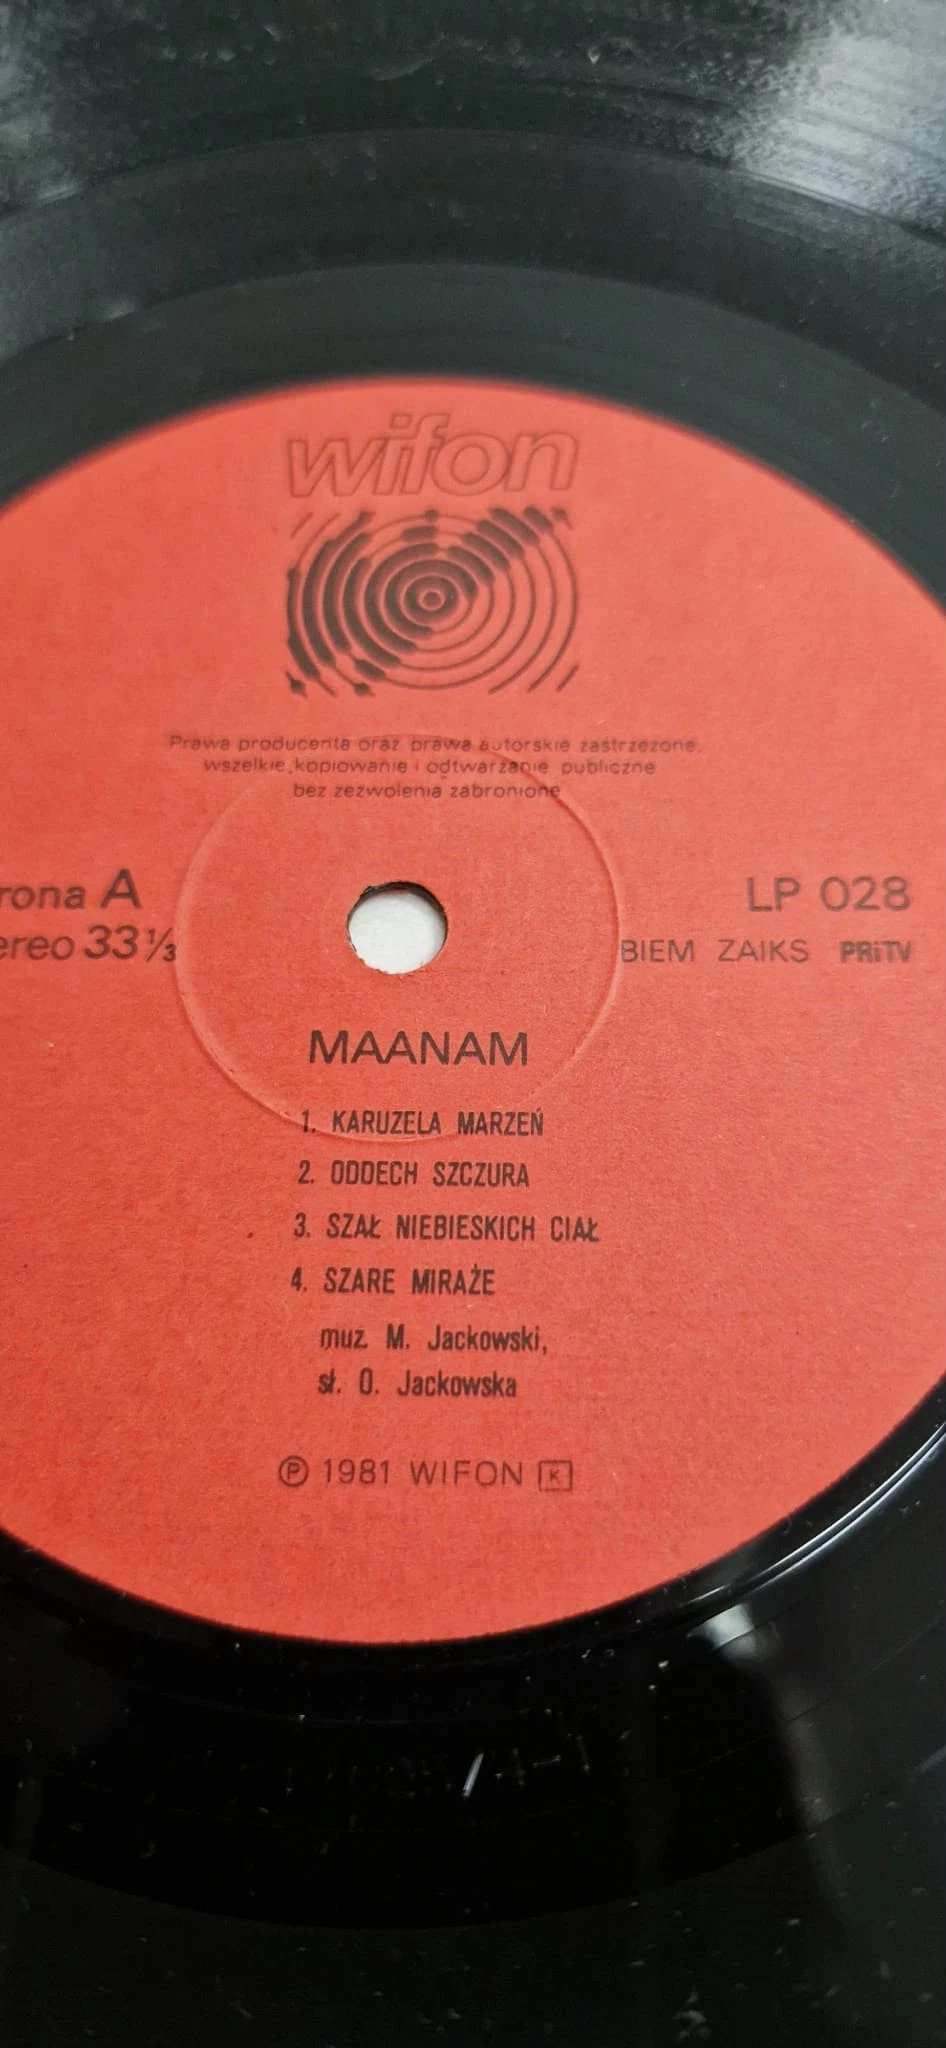 wifon
Prawa producenta oraz prawa autorskie zastrzeżone,
wszelkie kopiowanie i odtwarzanie publiczne
bez zezwolenia zabronione
rona A
LP 028
ereo 33 ⅓
BIEM ZAIKS PRiTV
MAANAM
1. KARUZELA MARZEŃ
2. ODDECH SZCZURA
3. SZAŁ NIEBIESKICH CIAŁ
4. SZARE MIRAŻE
muz. M. Jackowski,
sł. O. Jackowska
Ⓟ 1981 WIFON K